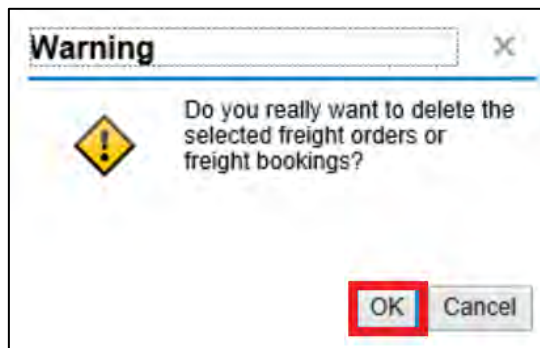 Warning
Do you really want to delete the
selected freight orders or
freight bookings?
OK Cancel